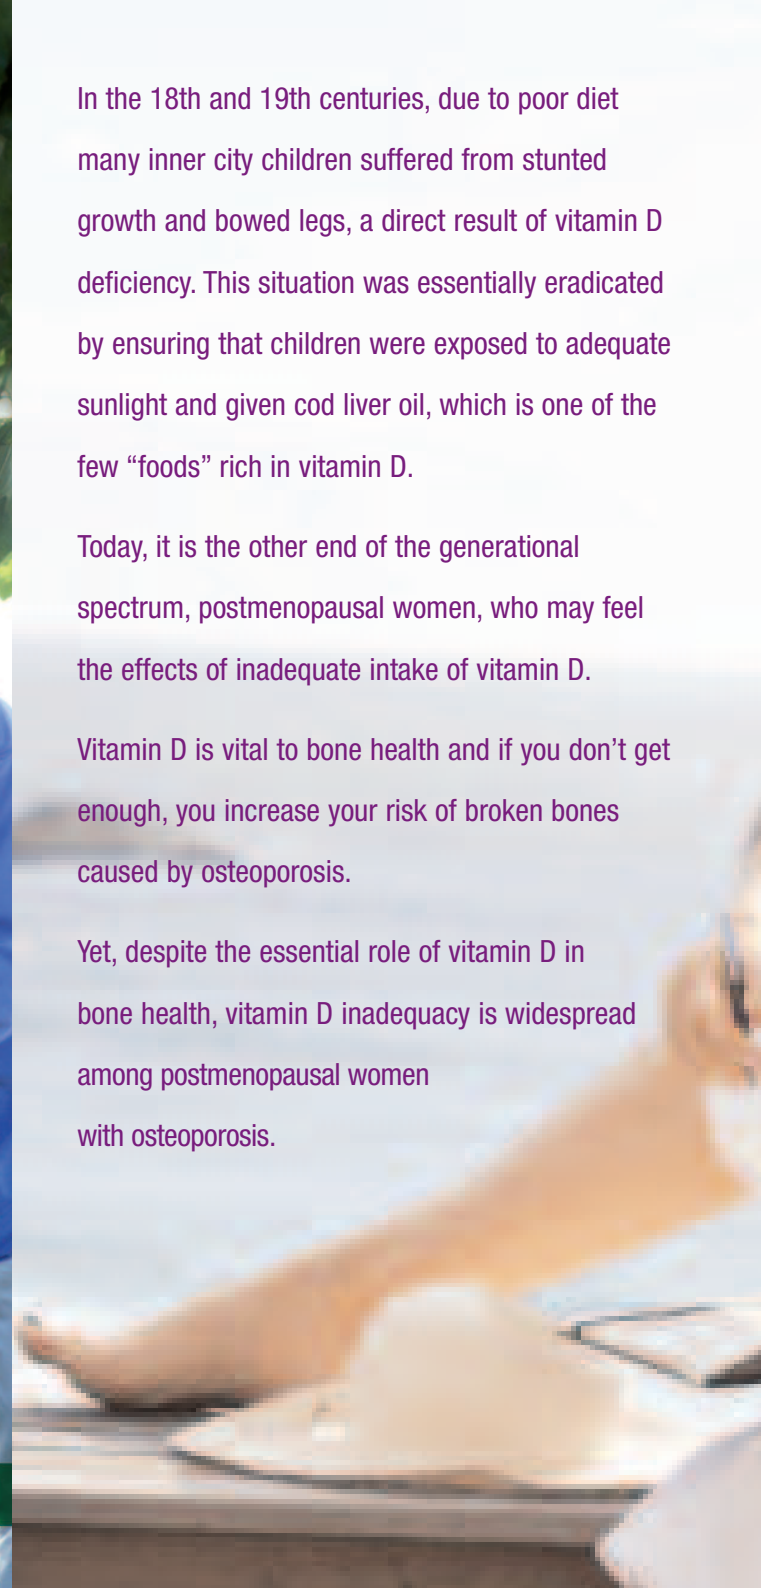 In the 18th and 19th centuries, due to poor diet
many inner city children suffered from stunted
growth and bowed legs, a direct result of vitamin D
deficiency. This situation was essentially eradicated
by ensuring that children were exposed to adequate
sunlight and given cod liver oil, which is one of the
few “foods” rich in vitamin D.
Today, it is the other end of the generational
spectrum, postmenopausal women, who may feel
the effects of inadequate intake of vitamin D.
Vitamin D is vital to bone health and if you don’t get
enough, you increase your risk of broken bones
caused by osteoporosis.
Yet, despite the essential role of vitamin D in
bone health, vitamin D inadequacy is widespread
among postmenopausal women
with osteoporosis.